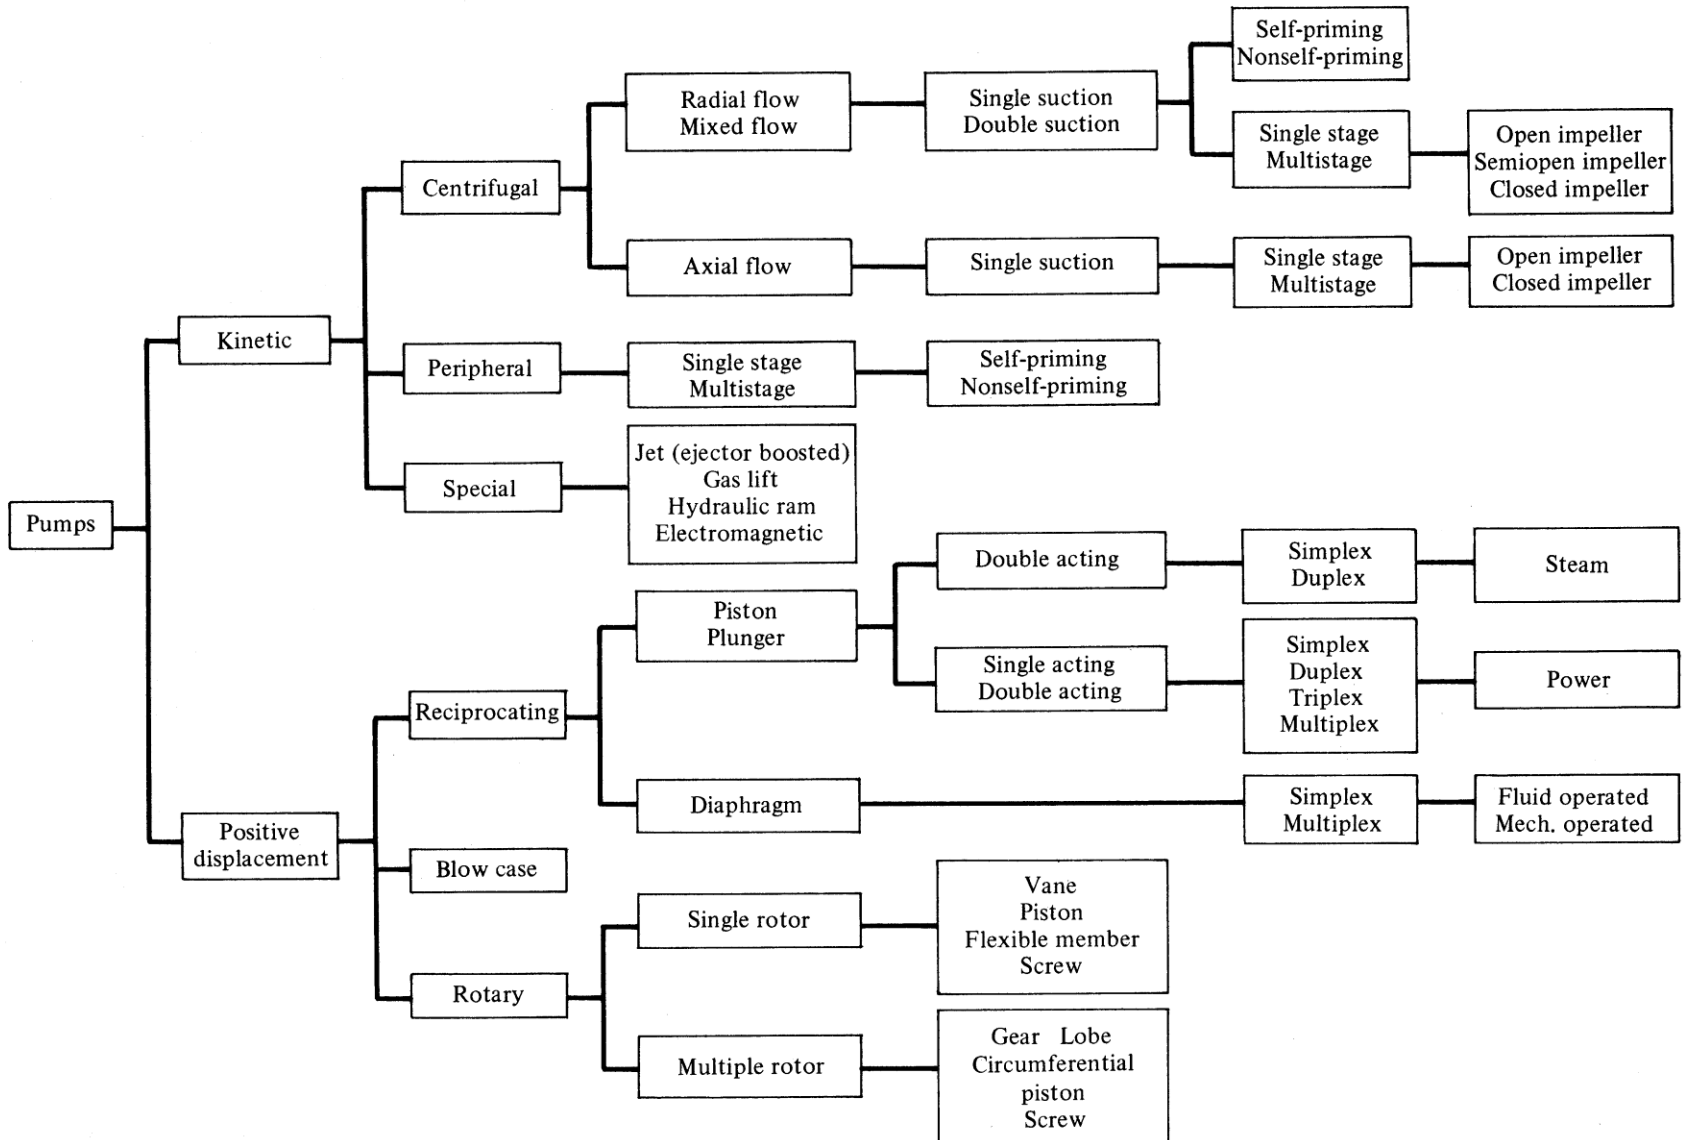 Pumps
Kinetic
Centrifugal
Radial flow
Mixed flow
Single suction
Double suction
Self-priming
Nonself-priming
Single stage
Multistage
Open impeller
Semiopen impeller
Closed impeller
Axial flow
Single suction
Single stage
Multistage
Open impeller
Closed impeller
Peripheral
Single stage
Multistage
Self-priming
Nonself-priming
Special
Jet (ejector boosted)
Gas lift
Hydraulic ram
Electromagnetic
Positive
displacement
Reciprocating
Piston
Plunger
Double acting
Simplex
Duplex
Steam
Single acting
Double acting
Simplex
Duplex
Triplex
Multiplex
Power
Diaphragm
Simplex
Multiplex
Fluid operated
Mech. operated
Blow case
Rotary
Single rotor
Vane
Piston
Flexible member
Screw
Multiple rotor
Gear Lobe
Circumferential
piston
Screw